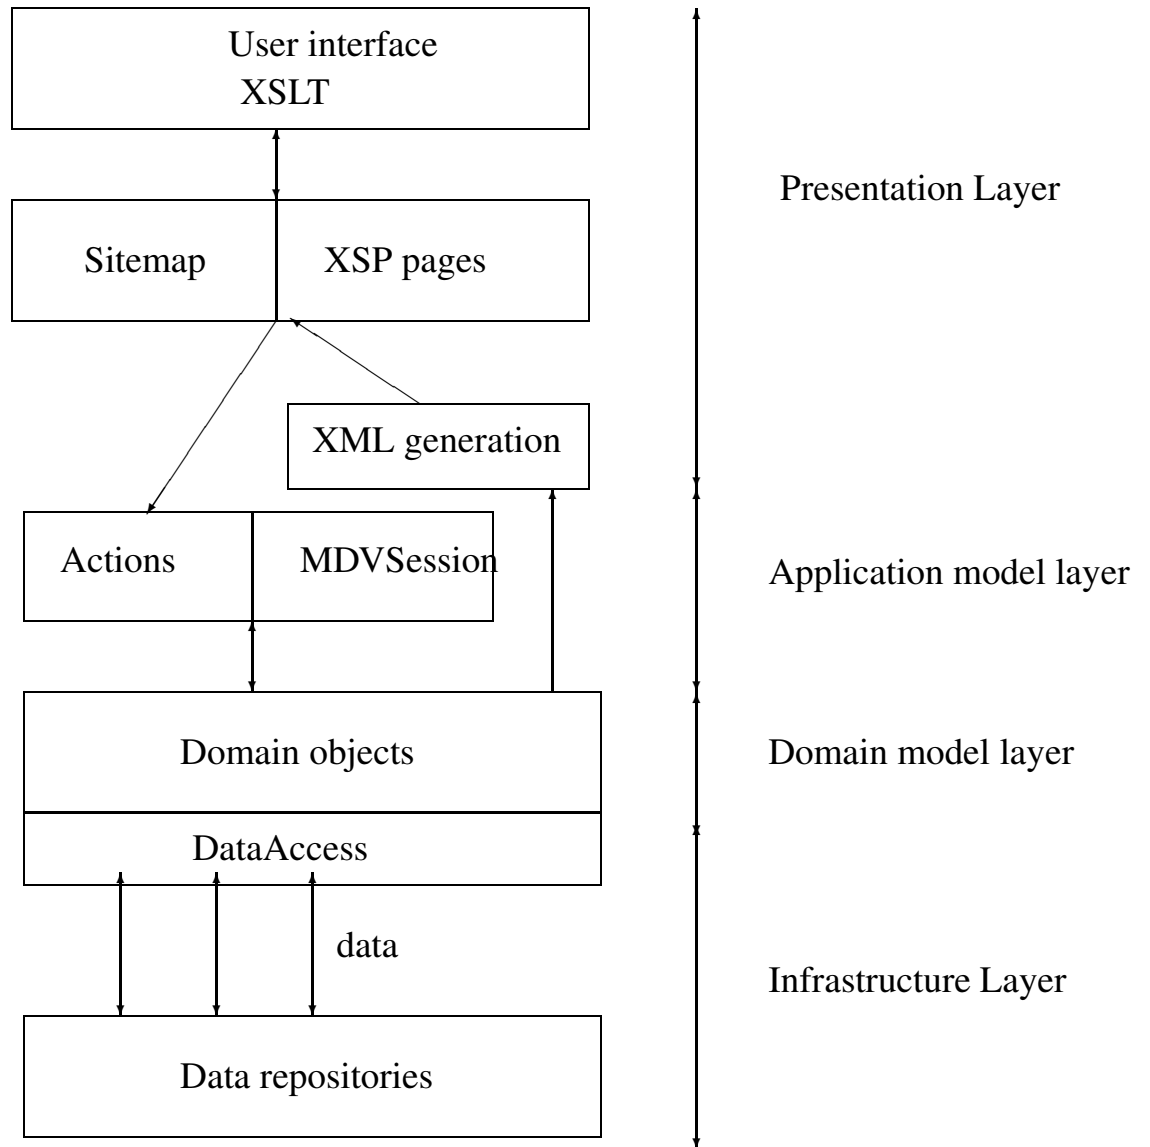 User interface
XSLT
Presentation Layer
Sitemap
XSP pages
XML generation
Actions
MDVSession
Application model layer
Domain objects
Domain model layer
DataAccess
data
Infrastructure Layer
Data repositories